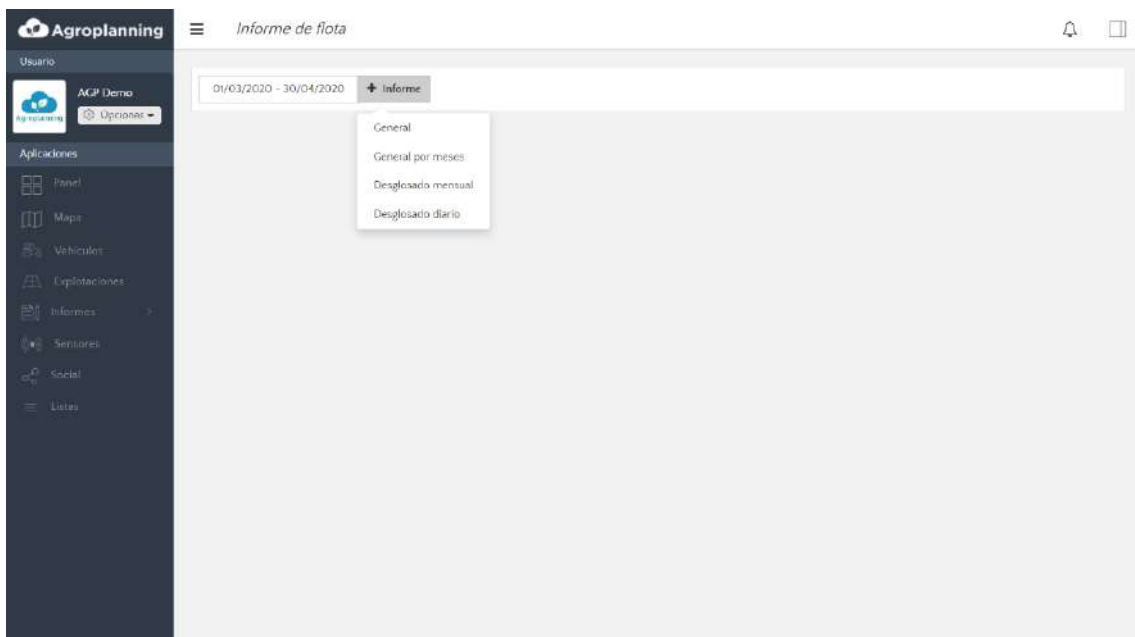 Agroplanning
Informe de flota
Usuario
AGP Demo
Agroplanning
Opciones
01/03/2020 - 30/04/2020
+ Informe
General
General por meses
Desglosado mensual
Desglosado diario
Aplicaciones
Panel
Mapa
Vehículos
Explotaciones
Informes
Sensores
Social
Listas